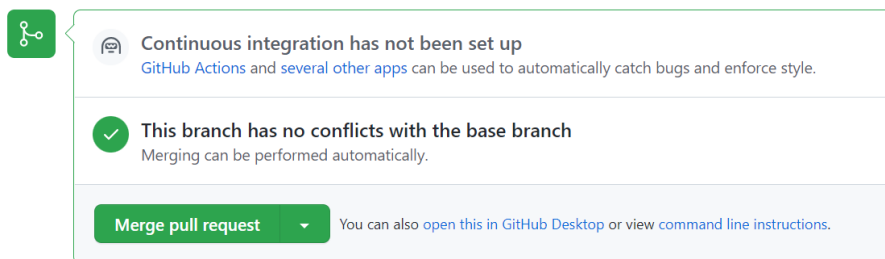 Continuous integration has not been set up
GitHub Actions and several other apps can be used to automatically catch bugs and enforce style.
This branch has no conflicts with the base branch
Merging can be performed automatically.
Merge pull request
You can also open this in GitHub Desktop or view command line instructions.